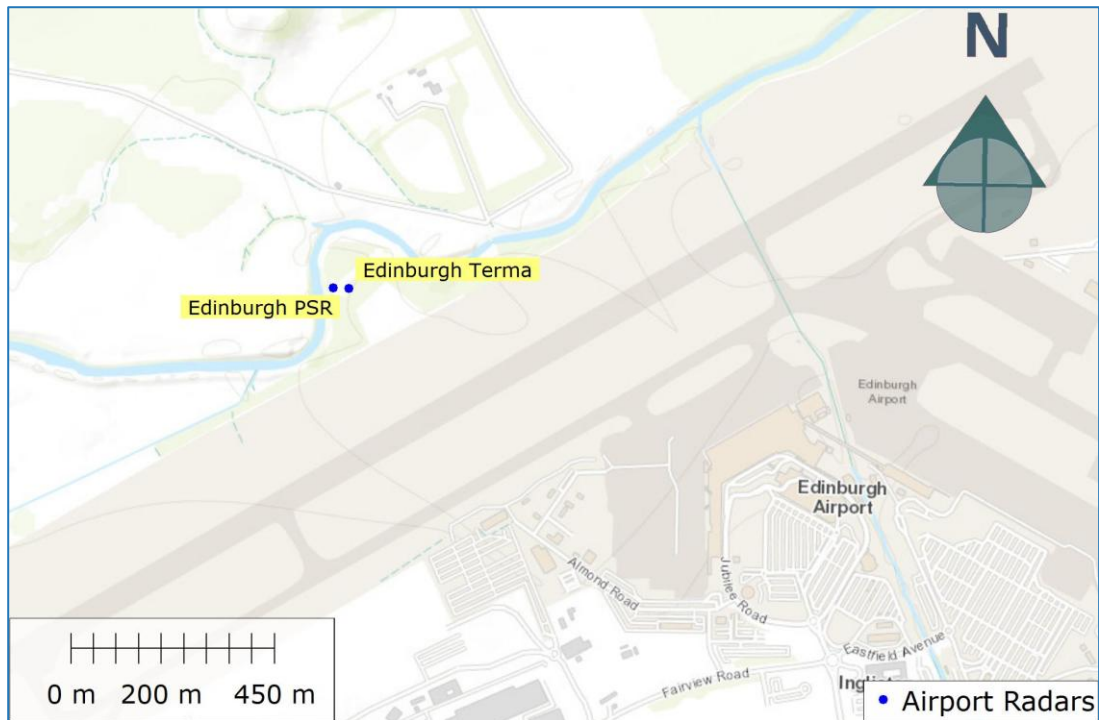 N
Edinburgh Terma
Edinburgh PSR
Edinburgh
Airport
Edinburgh
Airport
Almond Road
Jubilee Road
Eastfield Avenue
Fairview Road
0 m 200 m 450 m
Airport Radars